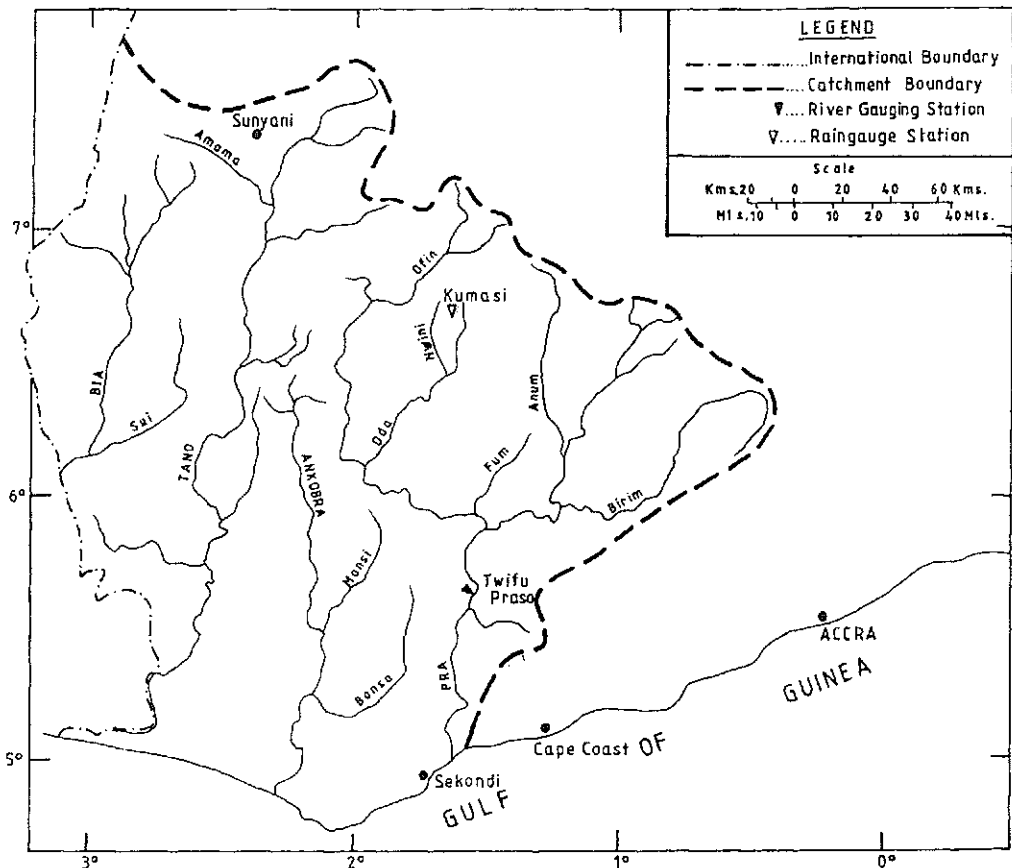 LEGEND
International Boundary
Catchment Boundary
River Gauging Station
Raingauge Station
Scale
Kms.20 0 20 40 60 Kms.
Mls.10 0 10 20 30 40 Mls.
Sunyani
Amama
7°
Ofin
Kumasi
Hwini
BIA
Sui
TANO
Oda
Anum
ANKOBRA
Fum
6°
Birim
Mansi
Twifu
Praso
ACCRA
PRA
Bonsa
GULF OF GUINEA
5°
Cape Coast
Sekondi
3° 2° 1° 0°